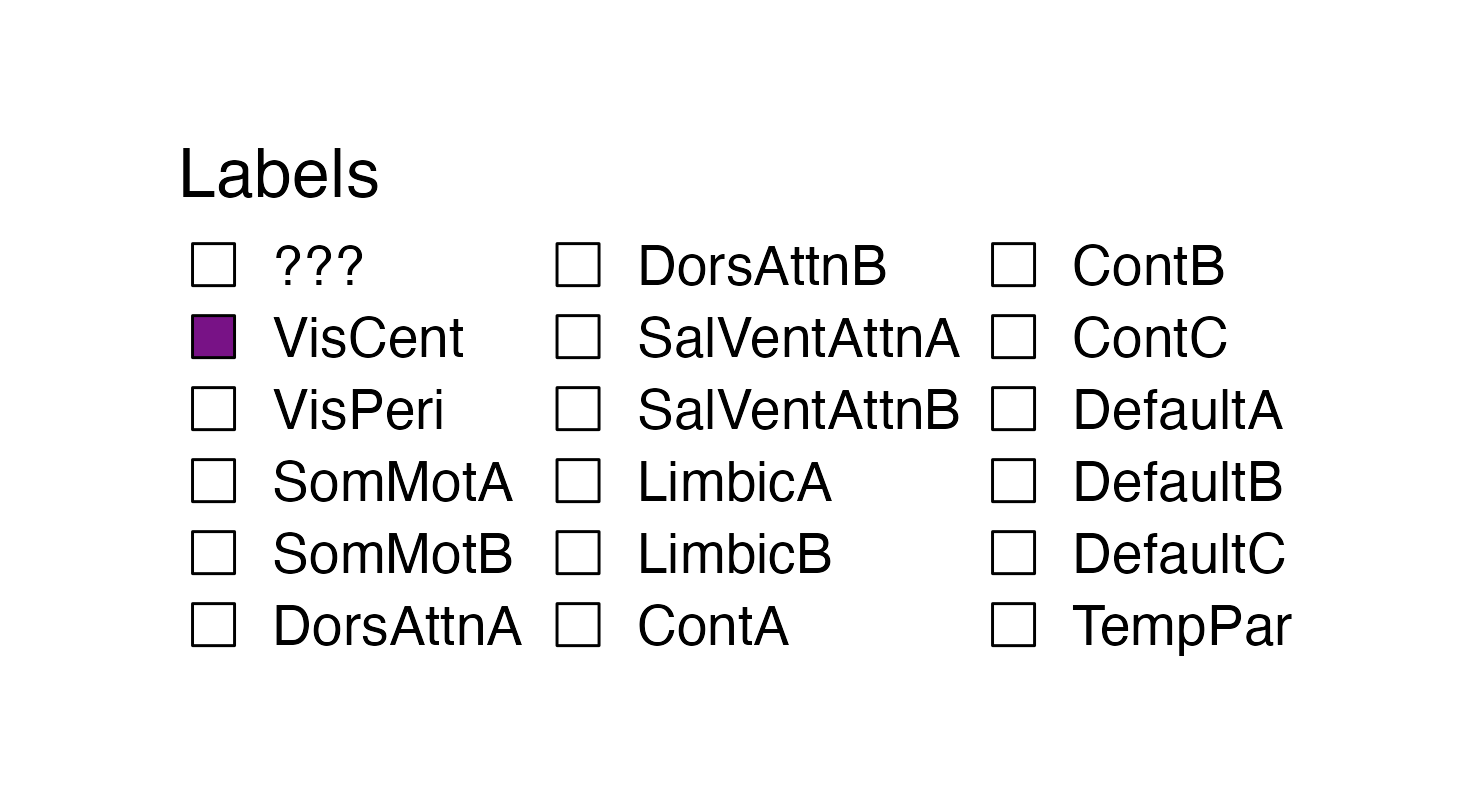 Labels
???
VisCent
VisPeri
SomMotA
SomMotB
DorsAttnA
DorsAttnB
SalVentAttnA
SalVentAttnB
LimbicA
LimbicB
ContA
ContB
ContC
DefaultA
DefaultB
DefaultC
TempPar